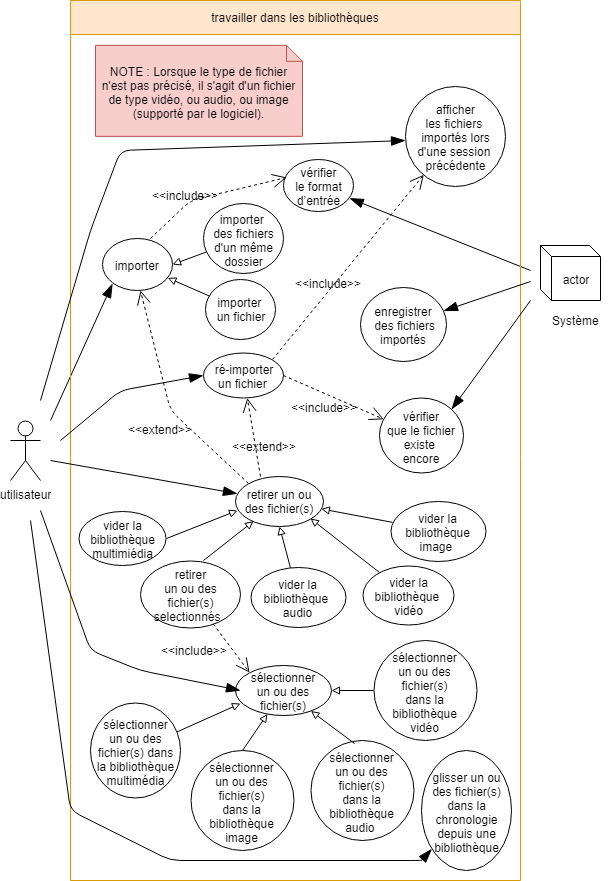 travailler dans les bibliothèques
NOTE : Lorsque le type de fichier
n'est pas précisé, il s'agit d'un fichier
de type vidéo, ou audio, ou image
(supporté par le logiciel).
afficher
les fichiers
importés lors
d'une session
précédente
vérifier
le format
d'entrée
<<include>>
importer
des fichiers
d'un même
dossier
importer
actor
<<include>>
importer
un fichier
enregistrer
des fichiers
importés
Système
ré-importer
un fichier
<<include>>
vérifier
que le fichier
existe
encore
<<extend>>
<<extend>>
utilisateur
retirer un ou
des fichier(s)
vider la
bibliothèque
multimiédia
vider la
bibliothèque
image
retirer
un ou des
fichier(s)
selectionnés
vider la
bibliothèque
audio
vider la
bibliothèque
vidéo
<<include>>
sélectionner
un ou des
fichier(s)
sélectionner
un ou des
fichier(s)
dans la
bibliothèque
vidéo
sélectionner
un ou des
fichier(s) dans
la bibliothèque
multimédia
sélectionner
un ou des
fichier(s)
dans la
bibliothèque
image
sélectionner
un ou des
fichier(s)
dans la
bibliothèque
audio
glisser un ou
des fichier(s)
dans la
chronologie
depuis une
bibliothèque